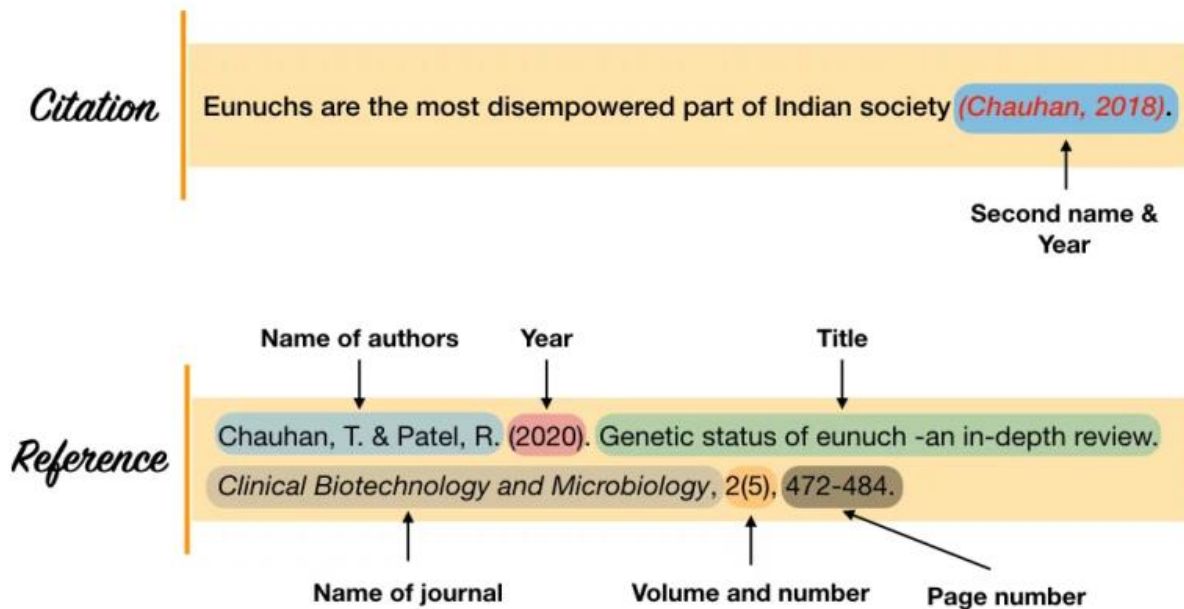 Citation
Eunuchs are the most disempowered part of Indian society (Chauhan, 2018).
Second name &
Year
Name of authors
Year
Title
Reference
Chauhan, T. & Patel, R. (2020). Genetic status of eunuch -an in-depth review.
Clinical Biotechnology and Microbiology, 2(5), 472-484.
Name of journal
Volume and number
Page number